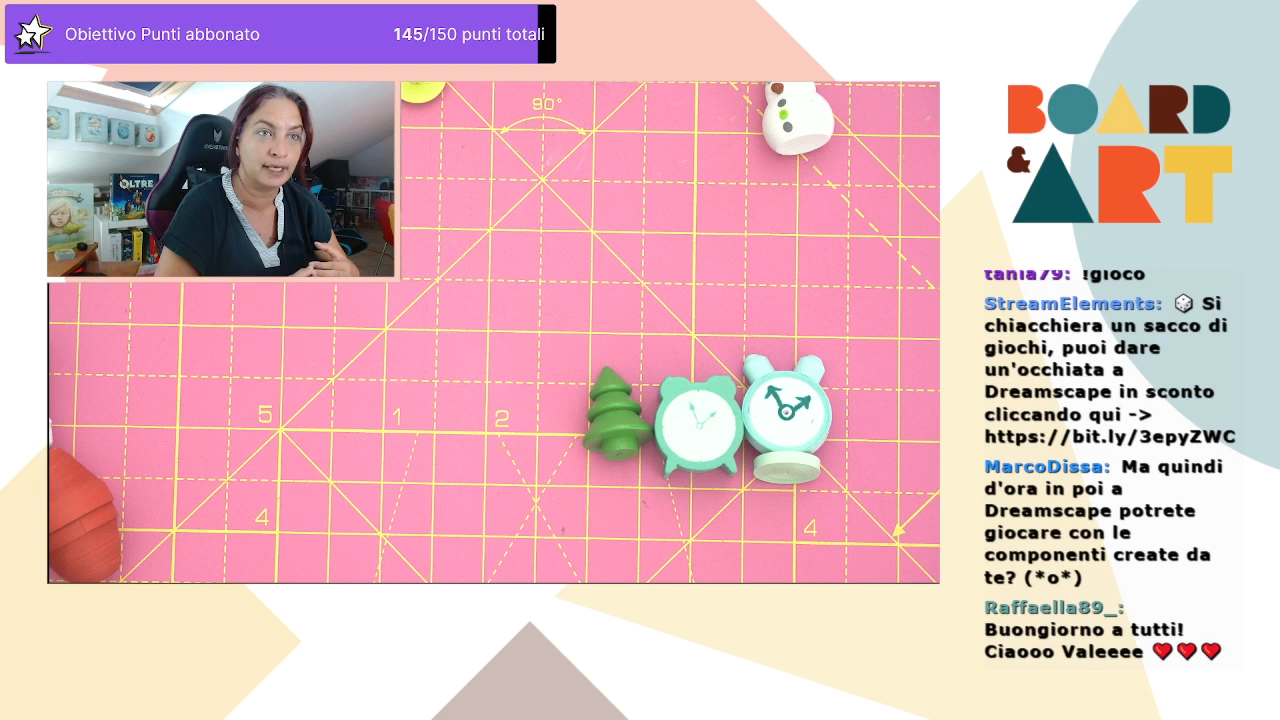 Obiettivo Punti abbonato
145/150 punti totali
90°
OLTRE
5
1
2
4
4
BOARD
&ART
tania79: !gioco
StreamElements: Si
chiacchiera un sacco di
giochi, puoi dare
un'occhiata a
Dreamscape in sconto
cliccando qui ->
https://bit.ly/3epyZWC
MarcoDissa: Ma quindi
d'ora in poi a
Dreamscape potrete
giocare con le
componenti create da
te? (*o*)
Raffaella89_:
Buongiorno a tutti!
Ciaooo Valeeee